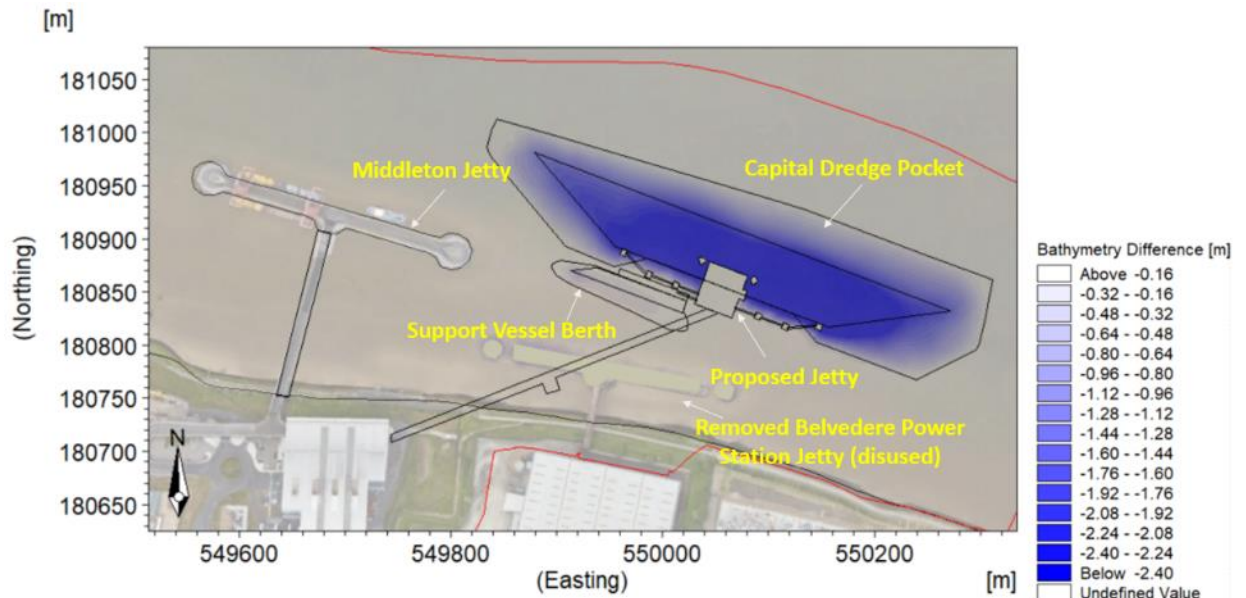 [m]
181050
181000
180950
180900
180850
180800
180750
180700
180650
(Northing)
Middleton Jetty
Capital Dredge Pocket
Support Vessel Berth
Proposed Jetty
Removed Belvedere Power
Station Jetty (disused)
N
549600 549800 550000 550200
(Easting) [m]
Bathymetry Difference [m]
Above -0.16
-0.32 - -0.16
-0.48 - -0.32
-0.64 - -0.48
-0.80 - -0.64
-0.96 - -0.80
-1.12 - -0.96
-1.28 - -1.12
-1.44 - -1.28
-1.60 - -1.44
-1.76 - -1.60
-1.92 - -1.76
-2.08 - -1.92
-2.24 - -2.08
-2.40 - -2.24
Below -2.40
Undefined Value